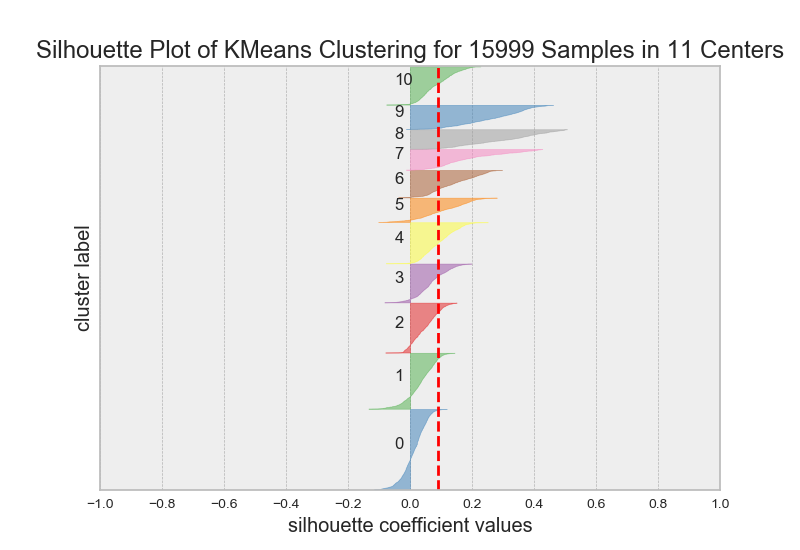 Silhouette Plot of KMeans Clustering for 15999 Samples in 11 Centers
10
9
8
7
6
5
4
3
2
1
0
cluster label
−1.0 −0.8 −0.6 −0.4 −0.2 0.0 0.2 0.4 0.6 0.8 1.0
silhouette coefficient values